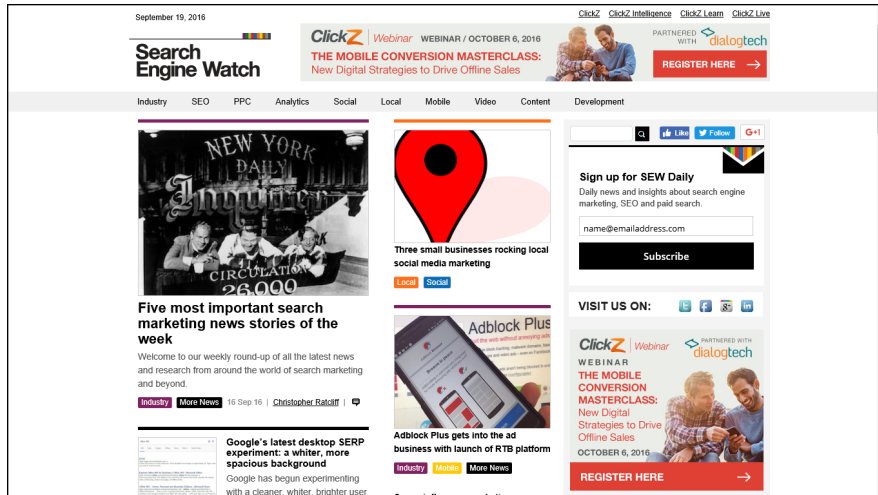 September 19, 2016
ClickZ ClickZ Intelligence ClickZ Learn ClickZ Live
Search
Engine Watch
ClickZ Webinar WEBINAR / OCTOBER 6, 2016
THE MOBILE CONVERSION MASTERCLASS:
New Digital Strategies to Drive Offline Sales
PARTNERED
WITH dialogtech
REGISTER HERE
Industry SEO PPC Analytics Social Local Mobile Video Content Development
NEW YORK
DAILY
Inquirer
CIRCULATION
26,000
Five most important search
marketing news stories of the
week
Welcome to our weekly round-up of all the latest news
and research from around the world of search marketing
and beyond.
Industry More News 16 Sep 16 | Christopher Ratcliff |
Google's latest desktop SERP
experiment: a whiter, more
spacious background
Google has begun experimenting
with a cleaner, whiter, brighter user
Three small businesses rocking local
social media marketing
Local Social
Adblock Plus
of the web without annoying ads
Adblock Plus gets into the ad
business with launch of RTB platform
Industry Mobile More News
Like Follow G+1
Sign up for SEW Daily
Daily news and insights about search engine
marketing, SEO and paid search.
name@emailaddress.com
Subscribe
VISIT US ON:
ClickZ Webinar
PARTNERED WITH
dialogtech
WEBINAR
THE MOBILE
CONVERSION
MASTERCLASS:
New Digital
Strategies to Drive
Offline Sales
OCTOBER 6, 2016
REGISTER HERE